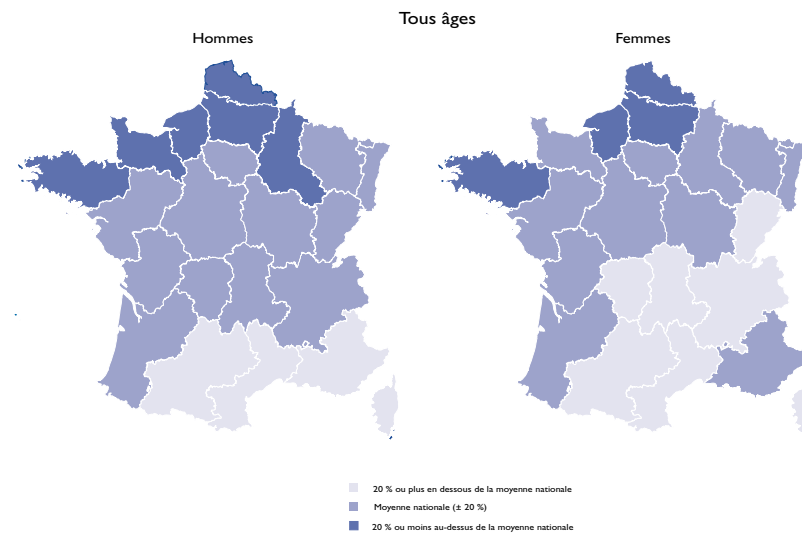 Tous âges
Hommes
Femmes
20 % ou plus en dessous de la moyenne nationale
Moyenne nationale (± 20 %)
20 % ou moins au-dessus de la moyenne nationale